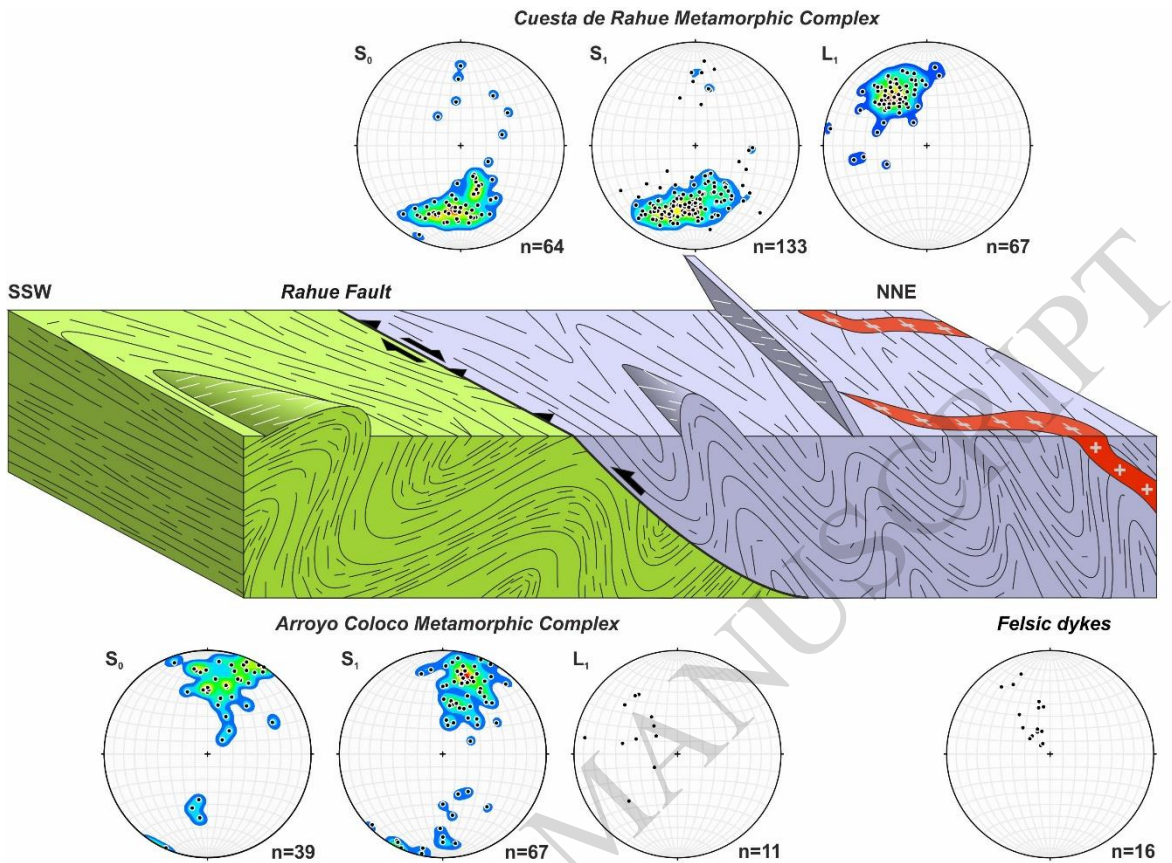 Cuesta de Rahue Metamorphic Complex
S₀ S₁ L₁
n=64 n=133 n=67
SSW Rahue Fault NNE
Arroyo Coloco Metamorphic Complex Felsic dykes
S₀ S₁ L₁
n=39 n=67 n=11 n=16
MANUSCRIPT